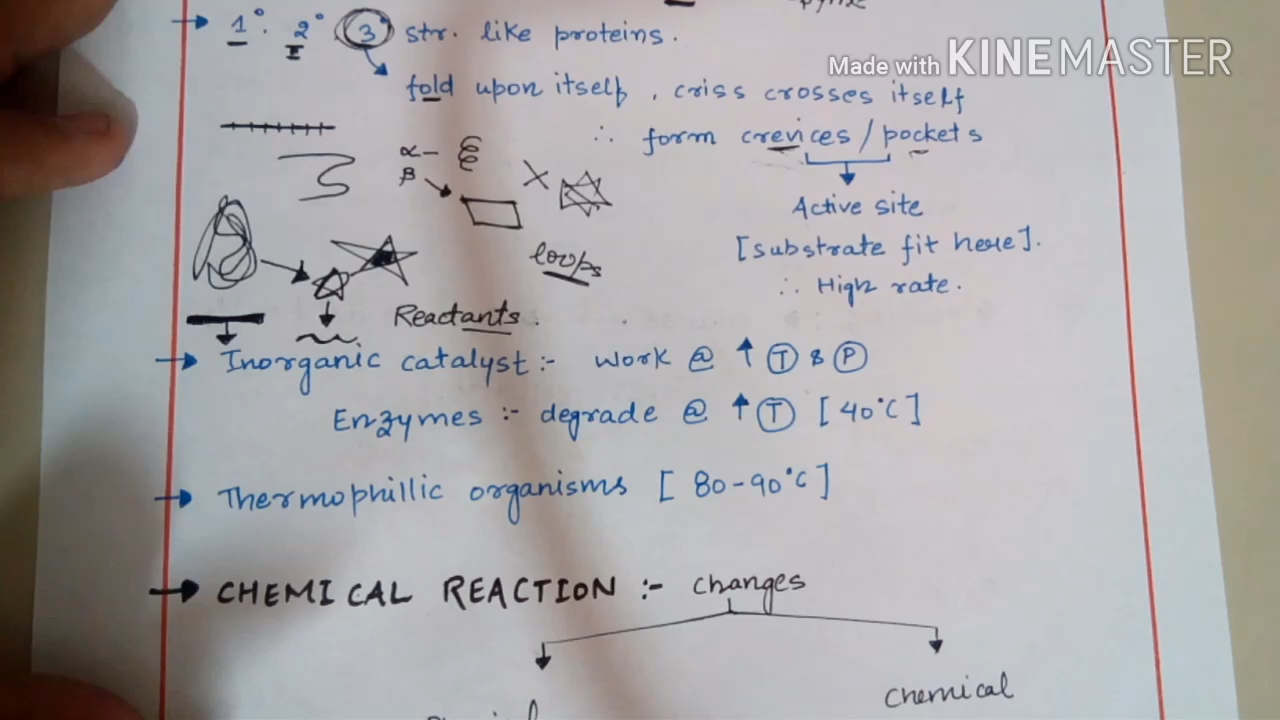 → 1° . 2° 3° str. like proteins.
Made with KINEMASTER
fold upon itself, criss crosses itself
∴ form crevices / pockets
α-
β
Active site
[substrate fit here].
loops
∴ High rate.
Reactants.
→ Inorganic catalyst :- work @ ↑ T & P
Enzymes :- degrade @ ↑ T [40°C]
→ Thermophillic organisms [80-90°C]
→ CHEMICAL REACTION :- changes
Chemical